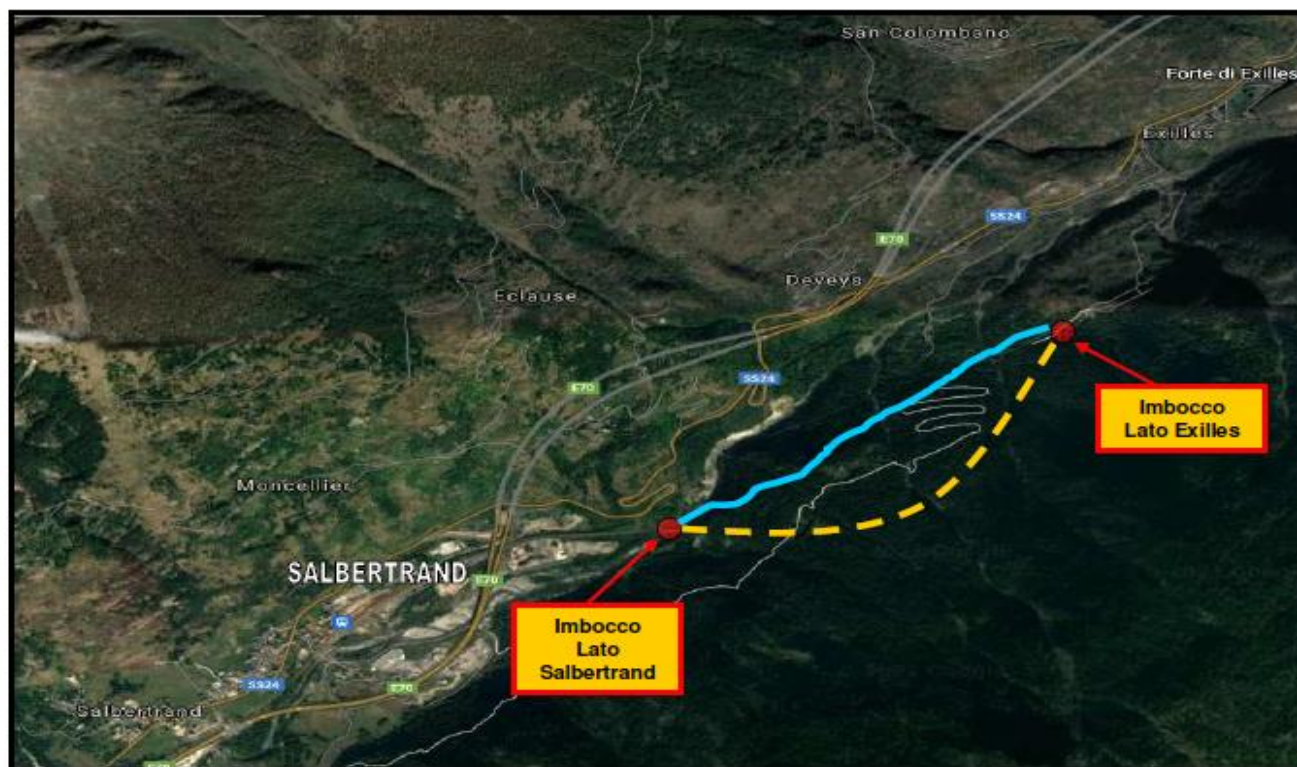 San Colombano
Forte di Exilles
Exilles
SS24
E70
Deveys
Eclause
E70
SS24
Imbocco
Lato Exilles
Moncellier
SALBERTRAND
E70
Imbocco
Lato
Salbertrand
SS24
E70
Salbertrand
E70